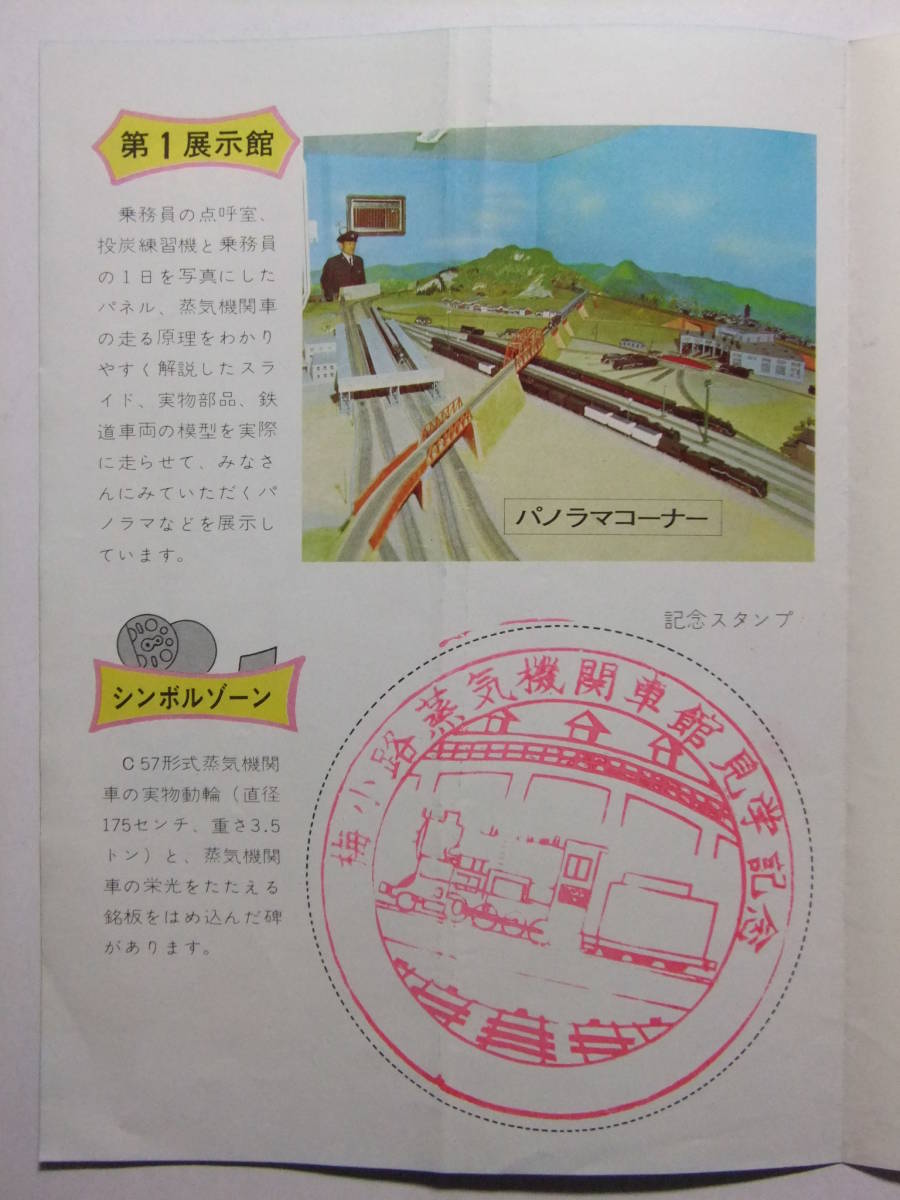 第1展示館
乗務員の点呼室、
投炭練習機と乗務員
の1日を写真にした
パネル、蒸気機関車
の走る原理をわかり
やすく解説したスラ
イド、実物部品、鉄
道車両の模型を実際
に走らせて、みなさ
んにみていただくパ
ノラマなどを展示し
ています。
パノラマコーナー
シンボルゾーン
C57形式蒸気機関
車の実物動輪（直径
175センチ、重さ3.5
トン）と、蒸気機関
車の栄光をたたえる
銘板をはめ込んだ碑
があります。
記念スタンプ
梅小路蒸気機関車館見学記念